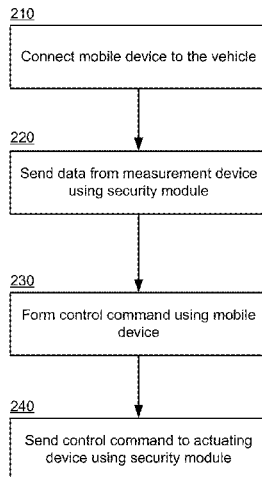 210
Connect mobile device to the vehicle
220
Send data from measurement device
using security module
230
Form control command using mobile
device
240
Send control command to actuating
device using security module